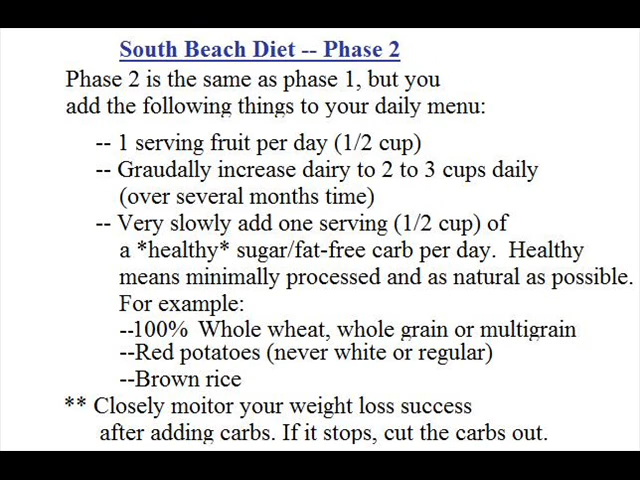 South Beach Diet -- Phase 2
Phase 2 is the same as phase 1, but you
add the following things to your daily menu:
-- 1 serving fruit per day (1/2 cup)
-- Graudally increase dairy to 2 to 3 cups daily
(over several months time)
-- Very slowly add one serving (1/2 cup) of
a *healthy* sugar/fat-free carb per day.  Healthy
means minimally processed and as natural as possible.
For example:
--100%  Whole wheat, whole grain or multigrain
--Red potatoes (never white or regular)
--Brown rice
** Closely moitor your weight loss success
after adding carbs. If it stops, cut the carbs out.